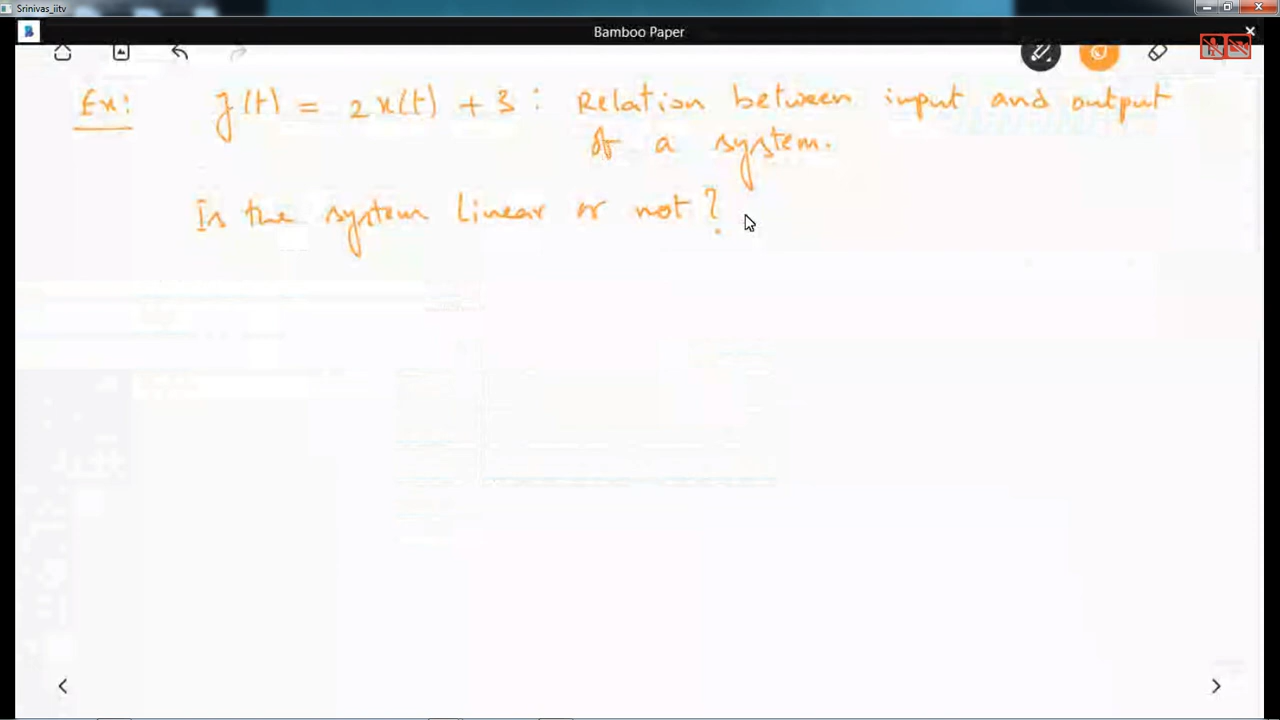 Srinivas_iitv
Bamboo Paper
Ex: y(t) = 2x(t) + 3 : Relation between input and output
of a system.
Is the system linear or not?